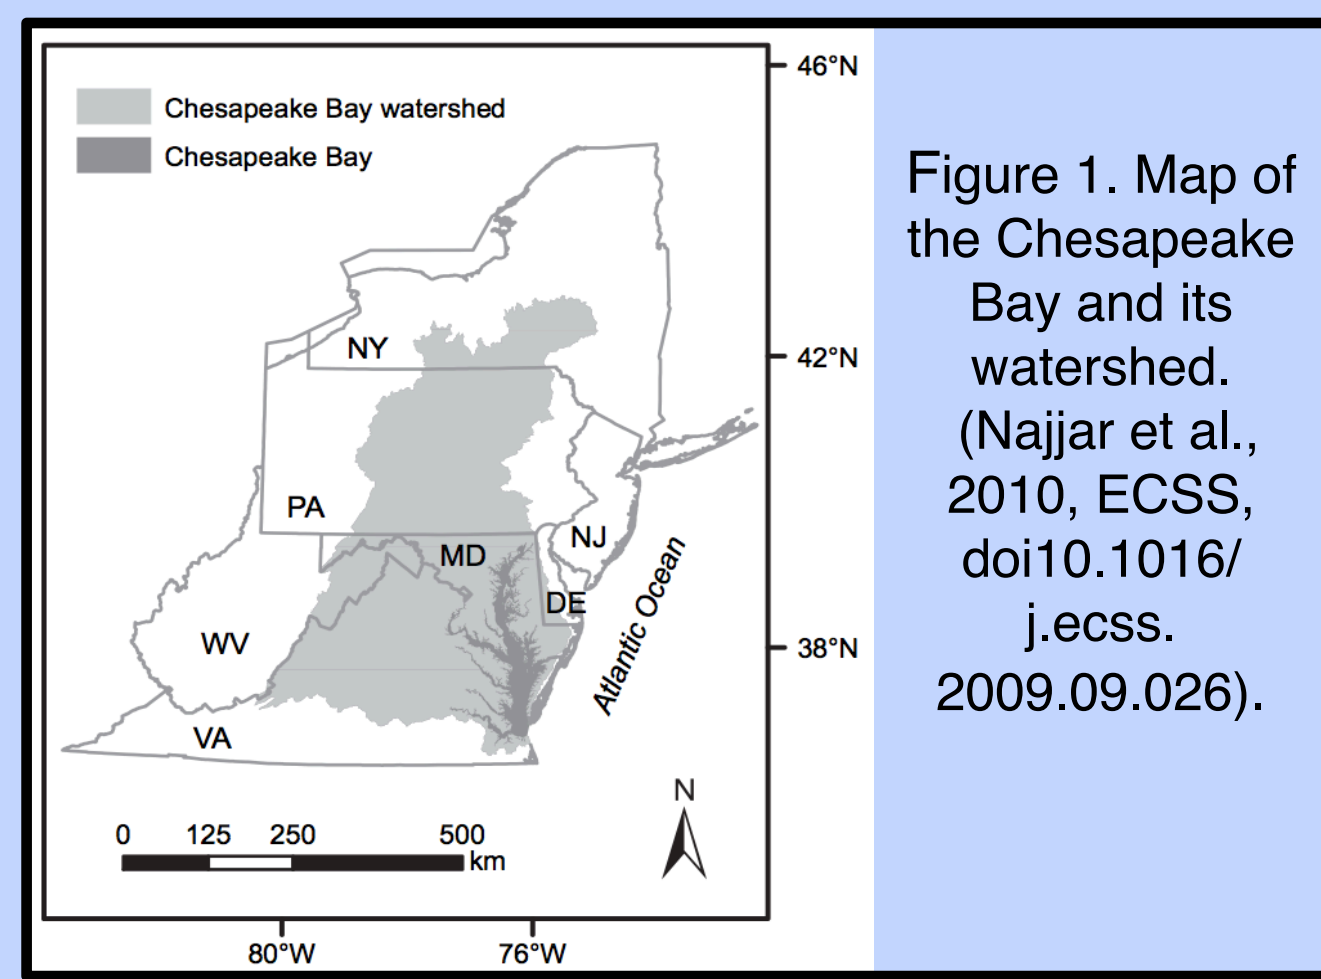 Chesapeake Bay watershed
Chesapeake Bay
46°N
42°N
38°N
NY
PA
MD
NJ
DE
WV
VA
Atlantic Ocean
N
0 125 250 500
km
80°W 76°W
Figure 1. Map of
the Chesapeake
Bay and its
watershed.
(Najjar et al.,
2010, ECSS,
doi10.1016/
j.ecss.
2009.09.026).